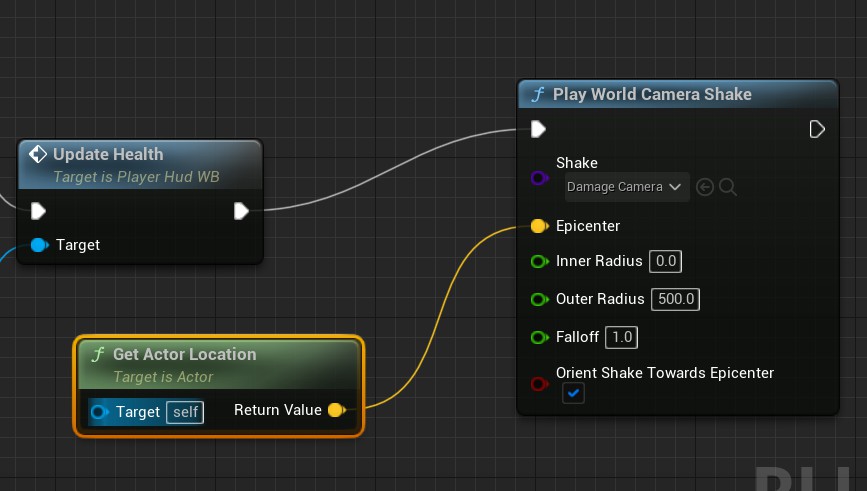 Play World Camera Shake
Update Health
Target is Player Hud WB
Target
Shake
Damage Camera
Epicenter
Inner Radius 0.0
Outer Radius 500.0
Falloff 1.0
Orient Shake Towards Epicenter
Get Actor Location
Target is Actor
Target self
Return Value